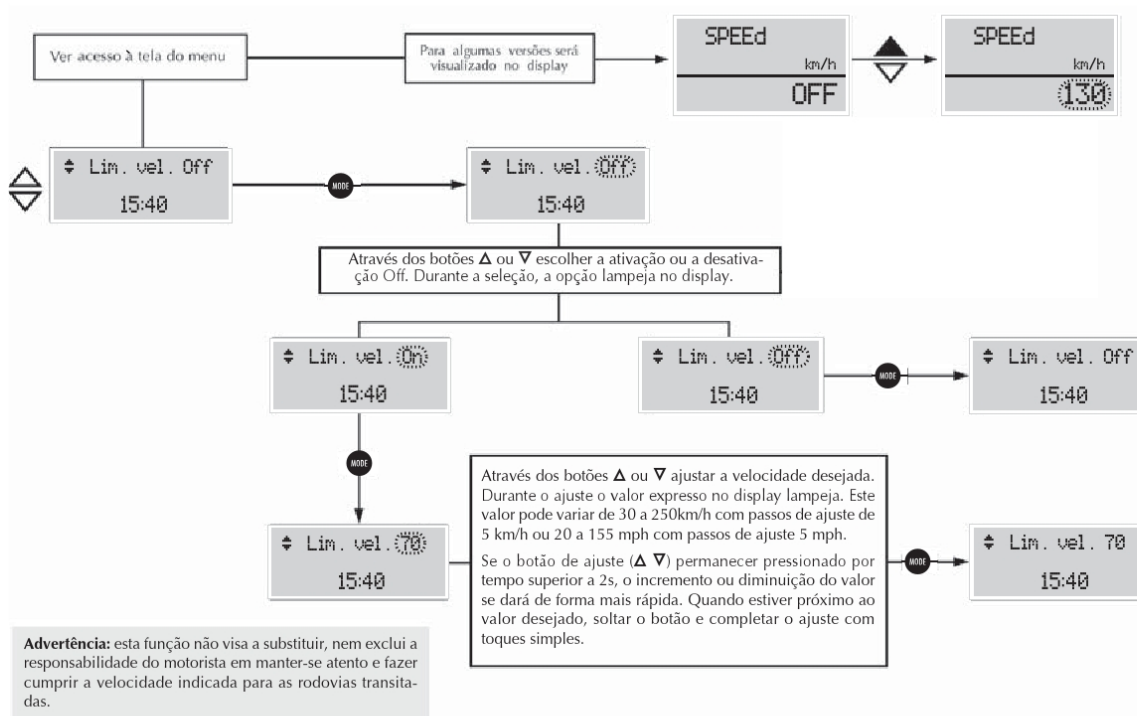 Ver acesso à tela do menu
Para algumas versões será
visualizado no display
SPEEd
km/h
OFF
SPEEd
km/h
130
Lim. vel. Off
15:40
MODE
Lim. vel. Off
15:40
Através dos botões Δ ou ∇ escolher a ativação ou a desativa-
ção Off. Durante a seleção, a opção lampeja no display.
Lim. vel. On
15:40
Lim. vel. Off
15:40
MODE
Lim. vel. Off
15:40
MODE
Lim. vel. 70
15:40
Através dos botões Δ ou ∇ ajustar a velocidade desejada.
Durante o ajuste o valor expresso no display lampeja. Este
valor pode variar de 30 a 250km/h com passos de ajuste de
5 km/h ou 20 a 155 mph com passos de ajuste 5 mph.
Se o botão de ajuste (Δ ∇) permanecer pressionado por
tempo superior a 2s, o incremento ou diminuição do valor
se dará de forma mais rápida. Quando estiver próximo ao
valor desejado, soltar o botão e completar o ajuste com
toques simples.
MODE
Lim. vel. 70
15:40
Advertência: esta função não visa a substituir, nem exclui a
responsabilidade do motorista em manter-se atento e fazer
cumprir a velocidade indicada para as rodovias transita-
das.